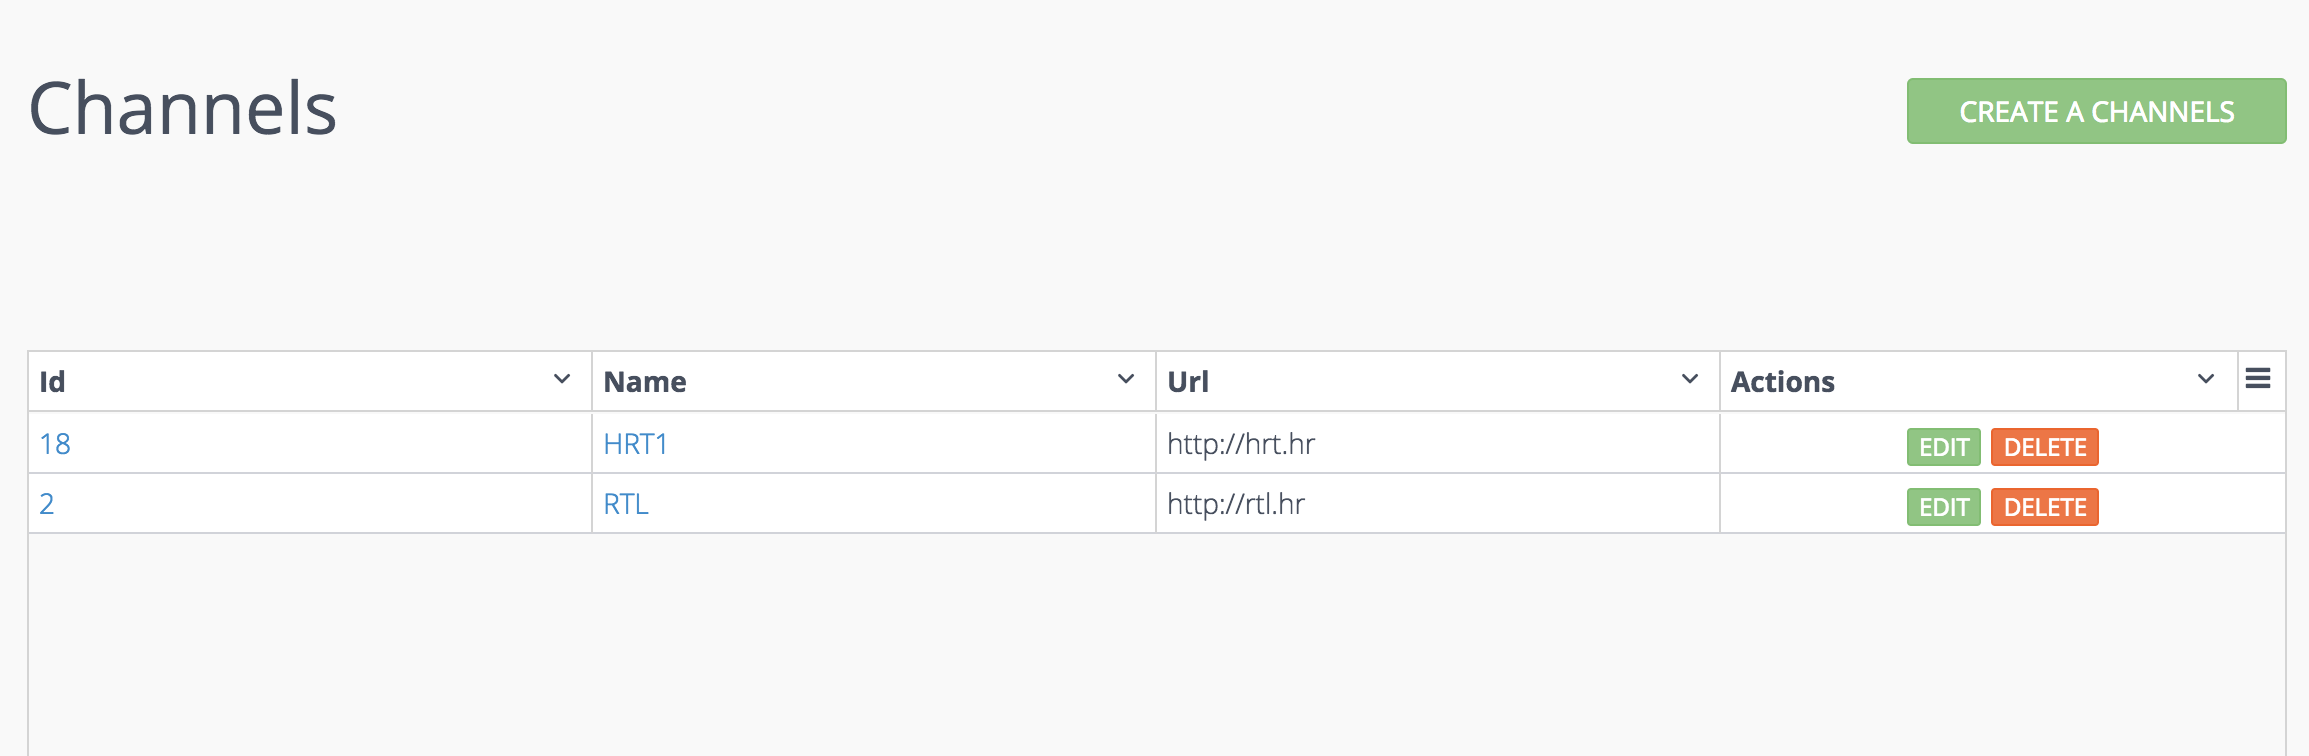 Channels
CREATE A CHANNELS
Id Name Url Actions
18 HRT1 http://hrt.hr EDIT DELETE
2 RTL http://rtl.hr EDIT DELETE